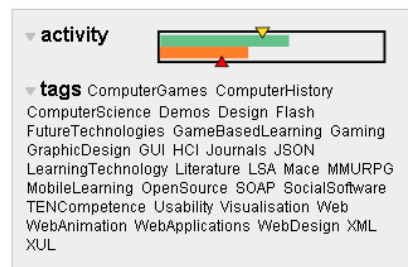 activity
tags ComputerGames ComputerHistory
ComputerScience Demos Design Flash
FutureTechnologies GameBasedLearning Gaming
GraphicDesign GUI HCI Journals JSON
LearningTechnology Literature LSA Mace MMURPG
MobileLearning OpenSource SOAP SocialSoftware
TENCompetence Usability Visualisation Web
WebAnimation WebApplications WebDesign XML
XUL